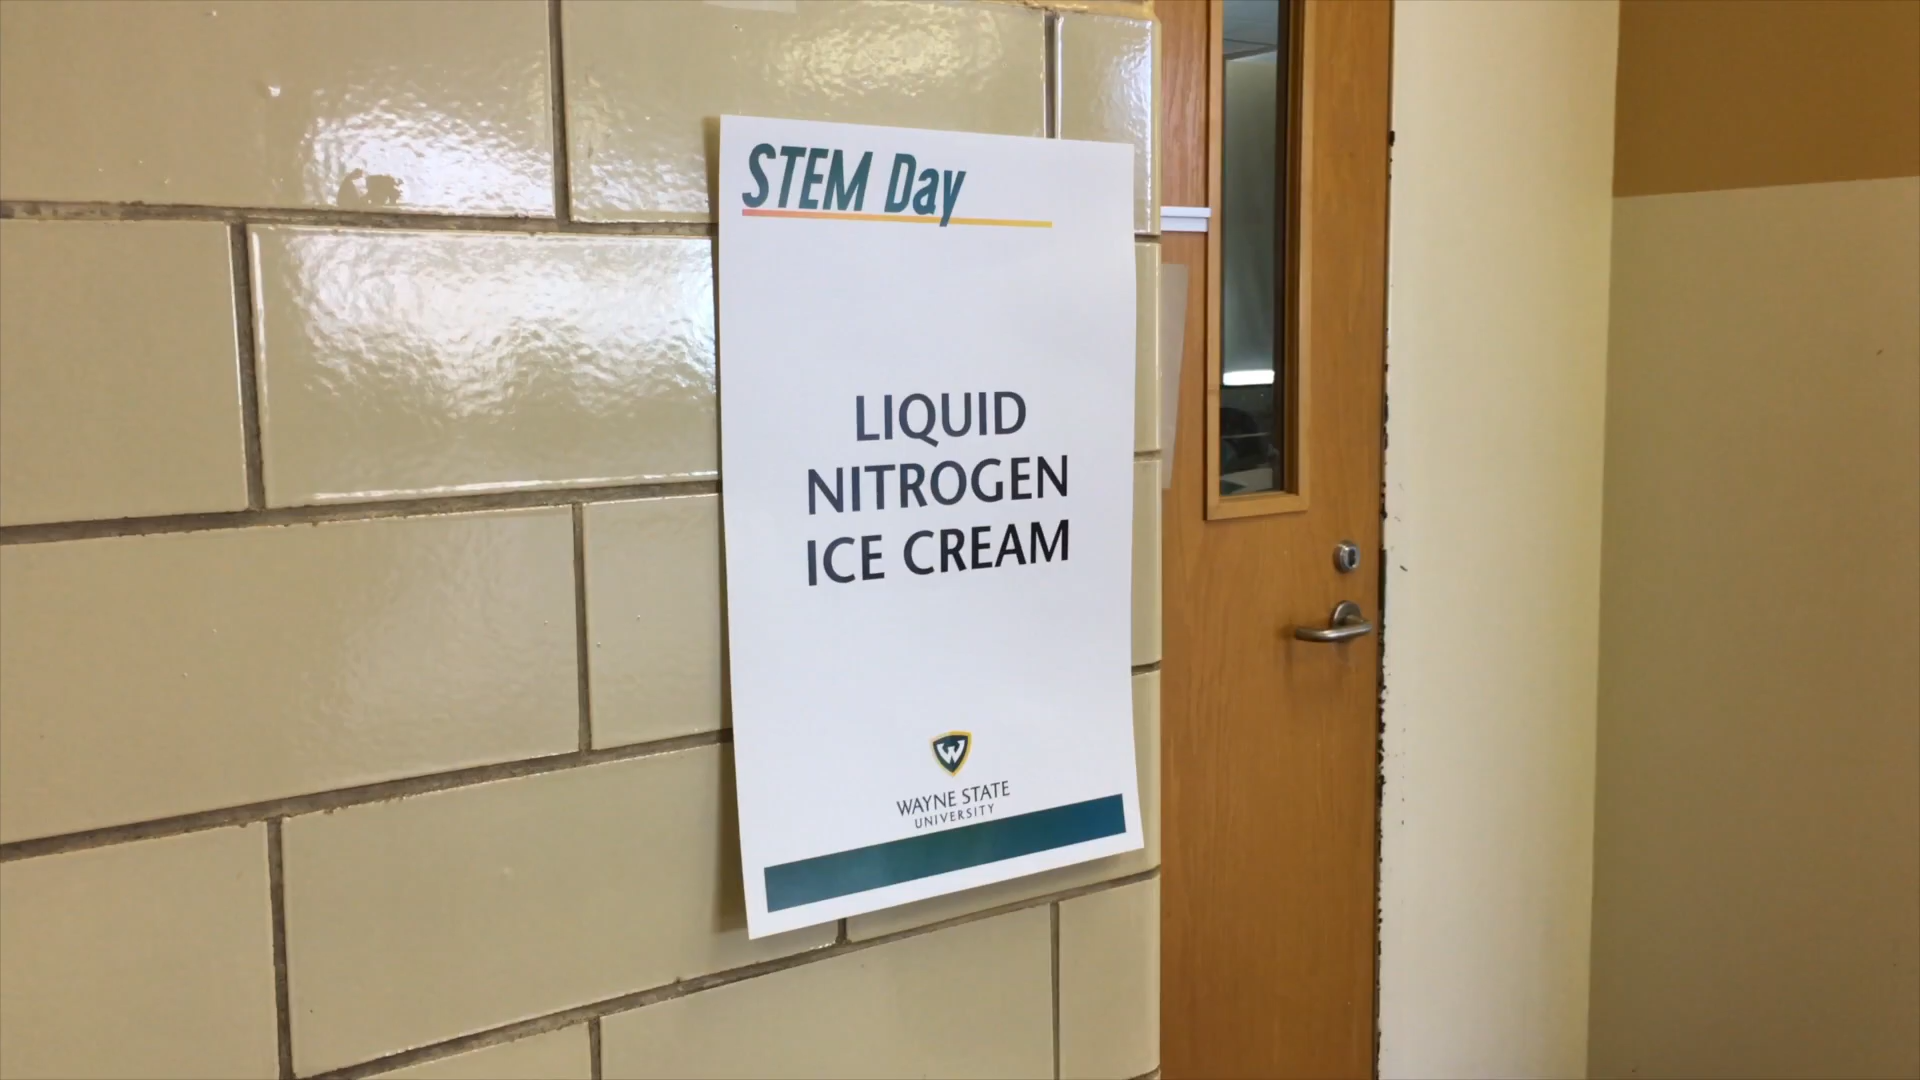 STEM Day
LIQUID
NITROGEN
ICE CREAM
W
WAYNE STATE
UNIVERSITY